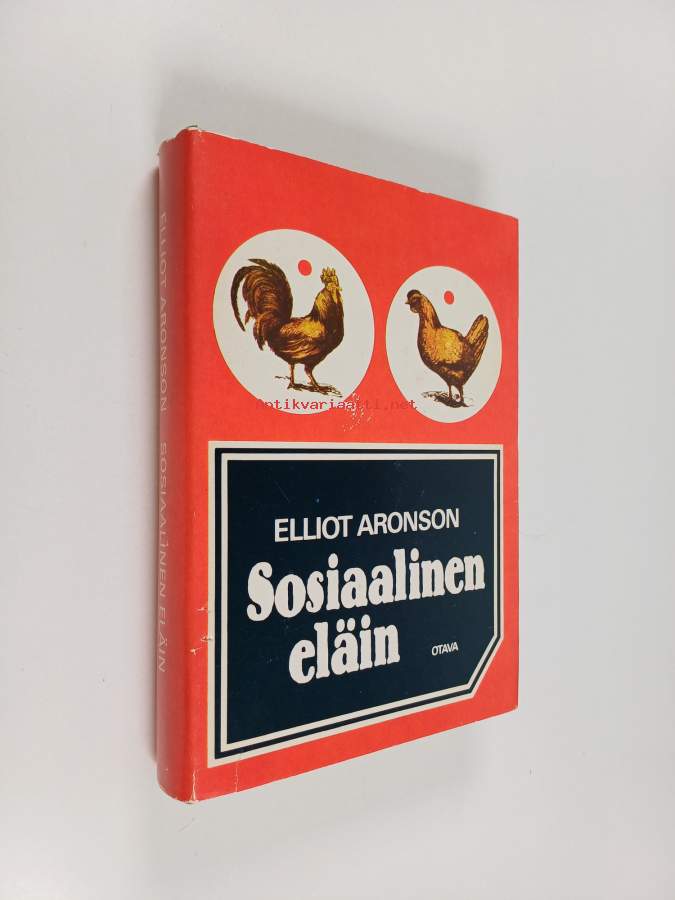 ELLIOT ARONSON SOSIAALINEN ELÄIN
Antikvariaatti.net
ELLIOT ARONSON
Sosiaalinen
eläin
OTAVA